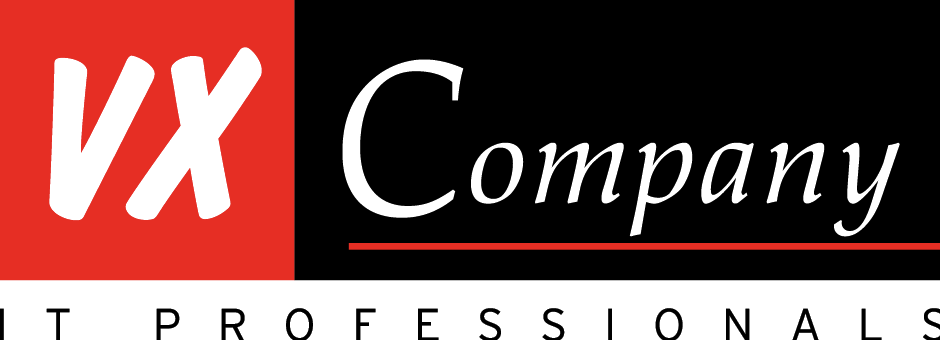 VX Company
IT PROFESSIONALS